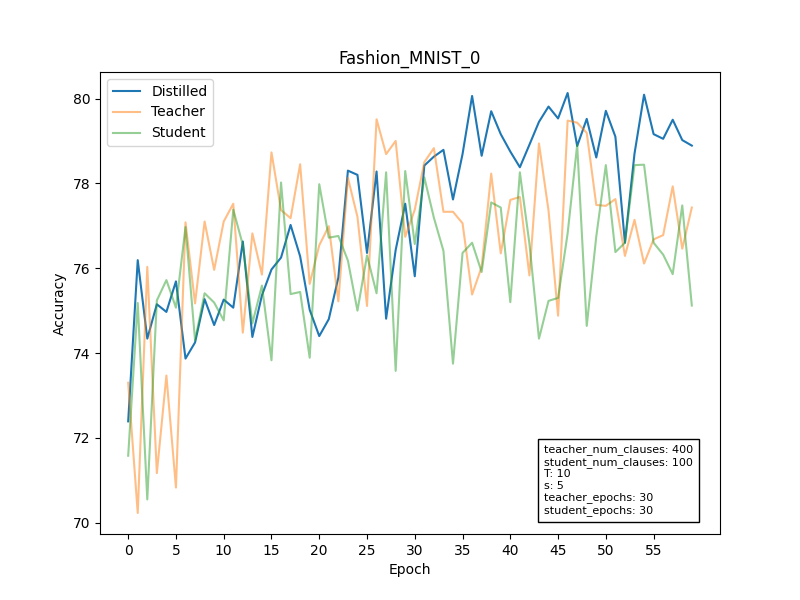 Fashion_MNIST_0
Distilled
Teacher
Student
80
78
76
74
72
70
Accuracy
teacher_num_clauses: 400
student_num_clauses: 100
T: 10
s: 5
teacher_epochs: 30
student_epochs: 30
0 5 10 15 20 25 30 35 40 45 50 55
Epoch